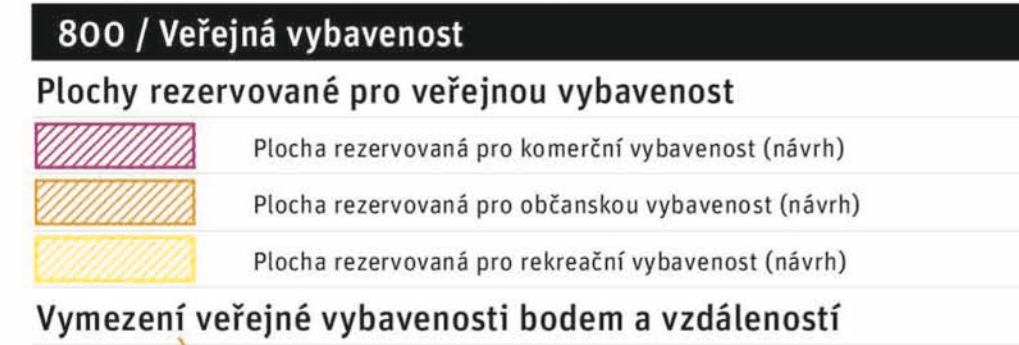 800 / Veřejná vybavenost
Plochy rezervované pro veřejnou vybavenost
Plocha rezervovaná pro komerční vybavenost (návrh)
Plocha rezervovaná pro občanskou vybavenost (návrh)
Plocha rezervovaná pro rekreační vybavenost (návrh)
Vymezení veřejné vybavenosti bodem a vzdáleností